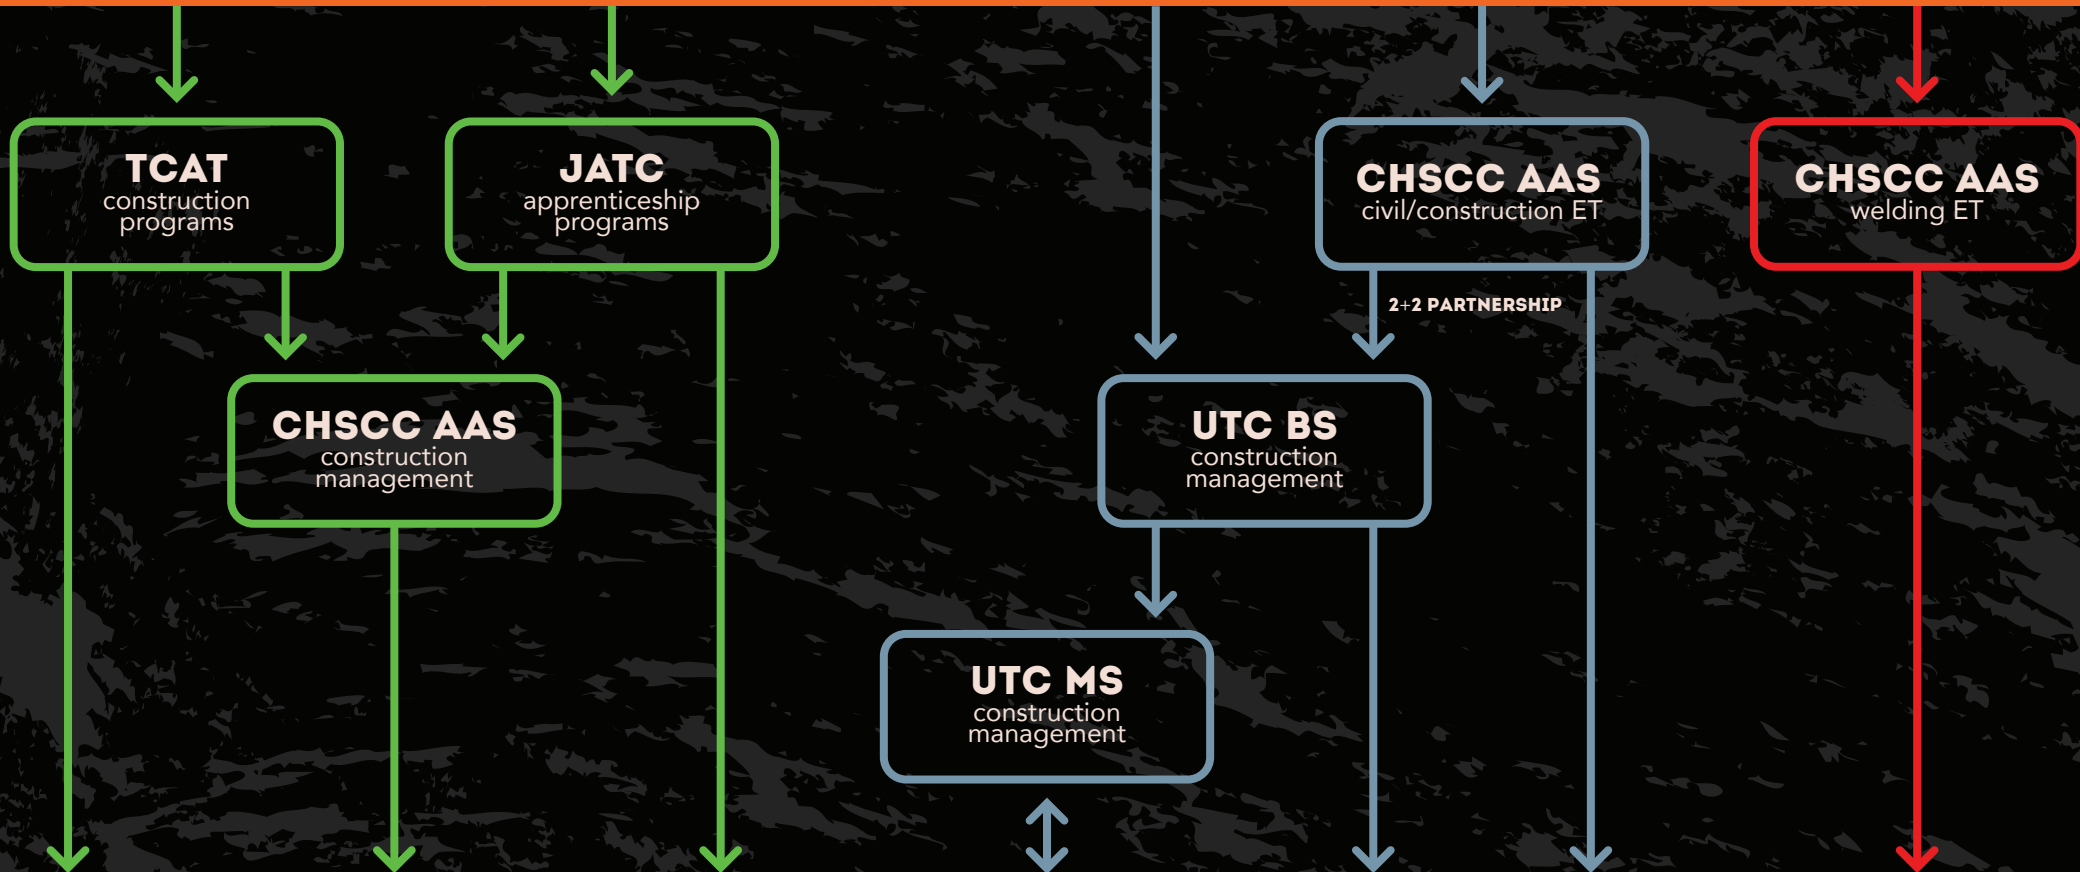 TCAT
construction
programs
JATC
apprenticeship
programs
CHSCC AAS
civil/construction ET
CHSCC AAS
welding ET
2+2 PARTNERSHIP
CHSCC AAS
construction
management
UTC BS
construction
management
UTC MS
construction
management